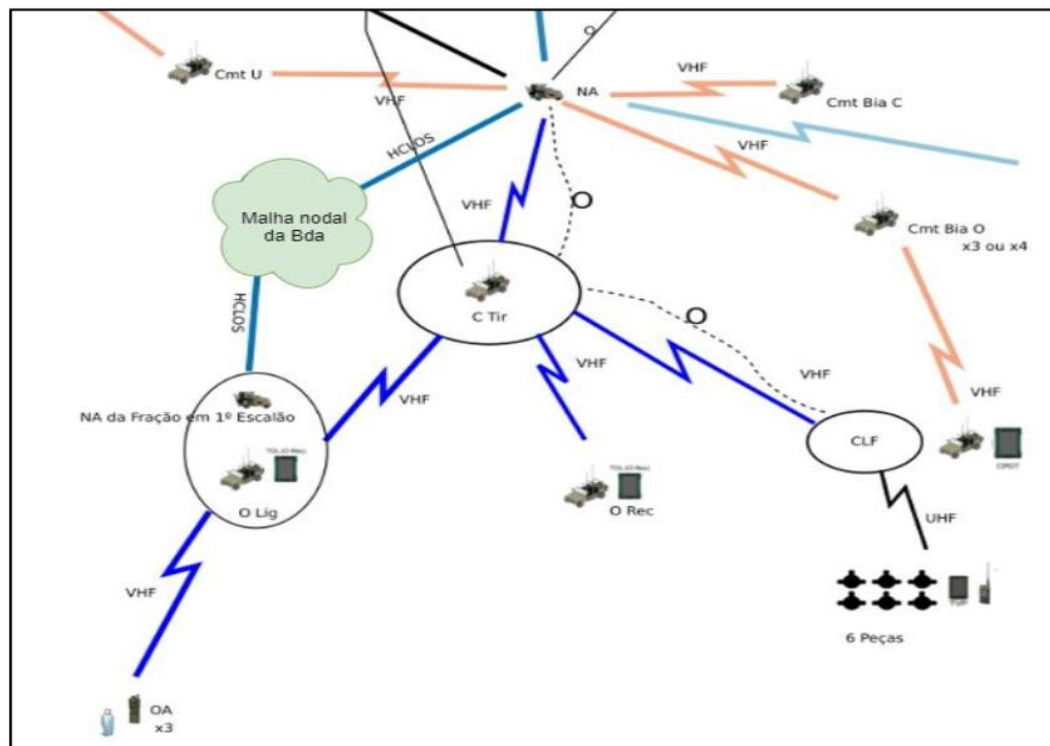 O
Cmt U
VHF
NA
VHF
Cmt Bia C
HCLOS
VHF
Malha nodal
da Bda
VHF
O
Cmt Bia O
x3 ou x4
C Tir
HCLOS
O
VHF
VHF
VHF
VHF
NA da Fração em 1º Escalão
VHF
CLF
O Lig
O Rec
UHF
VHF
6 Peças
OA
x3